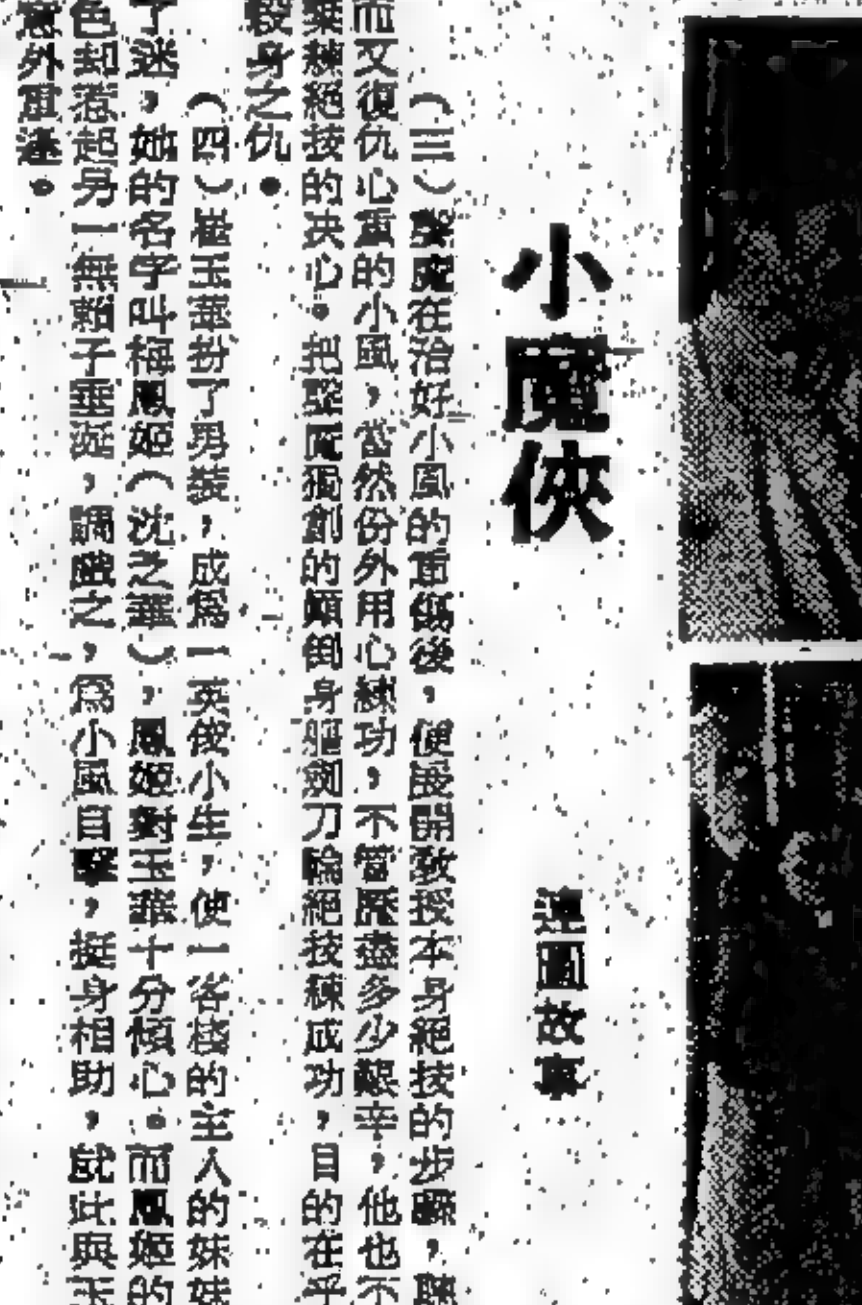 小魔俠
連圖故事
（三）聾魔在治好小鳳的重傷後，便展開教授本身絕技的步驟，聰
而又復仇心重的小鳳，當然份外用心練功，不管歷盡多少艱辛，他也不
棄練絕技的决心。把聾魔獨創的顛倒身軀劍刀輪絕技練成功，目的在乎
殺身之仇。
（四）崔玉華扮了男裝，成爲一英俊小生，使一客棧的主人的妹妹
了迷，她的名字叫梅鳳姬（沈芝華），鳳姬對玉華十分傾心。而鳳姬的
色却惹起另一無賴子垂涎，調戲之，爲小鳳目擊，挺身相助，就此與玉
意外重逢。